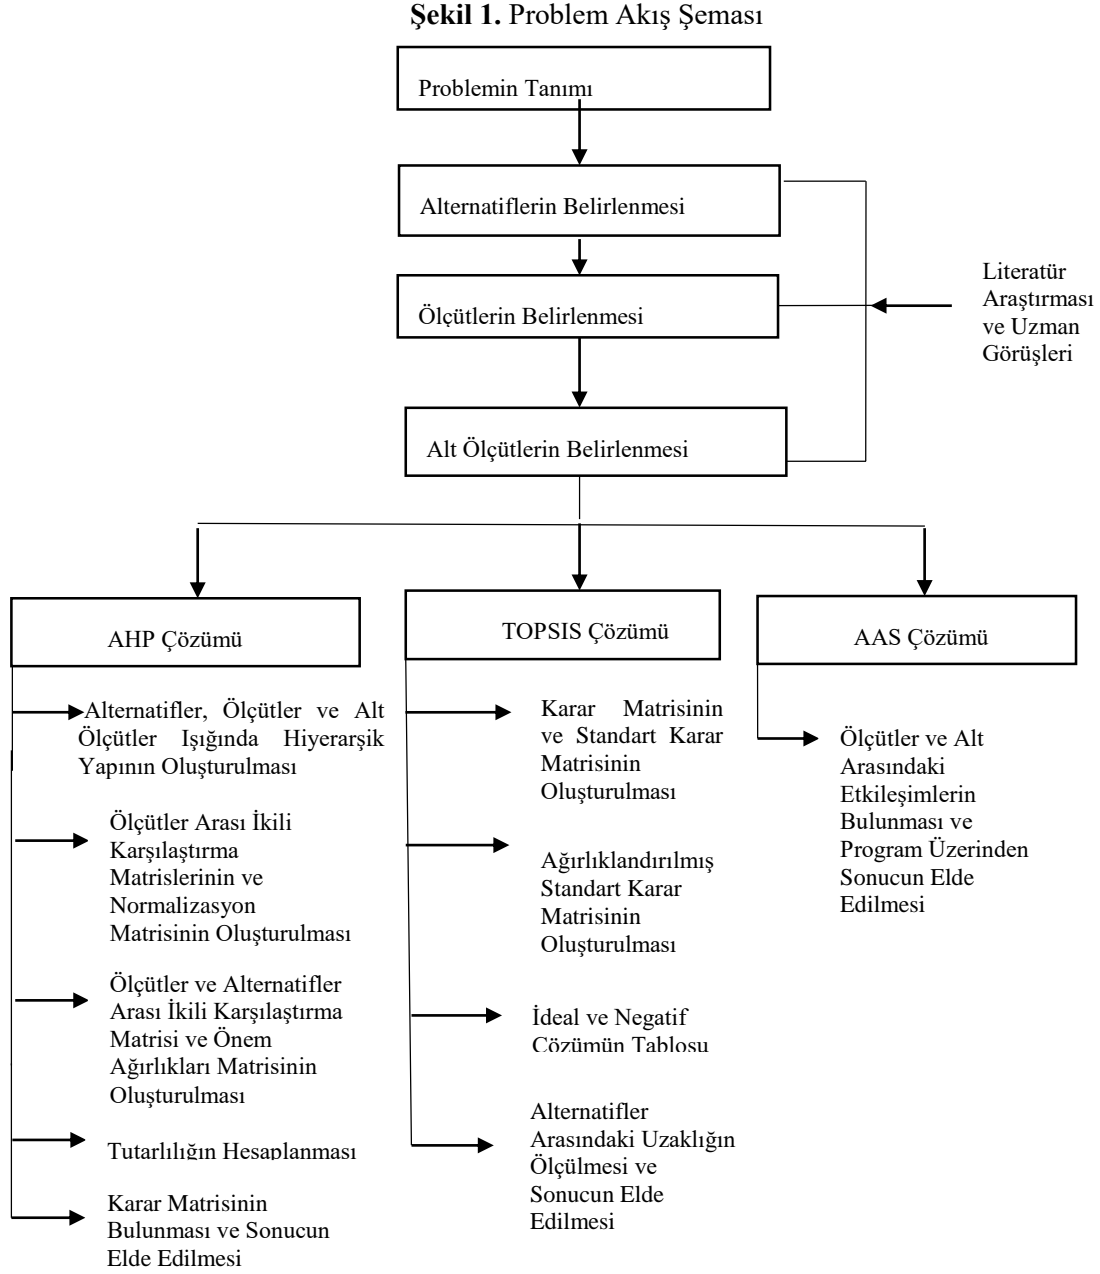 Şekil 1. Problem Akış Şeması
Problemin Tanımı
Alternatiflerin Belirlenmesi
Ölçütlerin Belirlenmesi
Literatür
Araştırması
ve Uzman
Görüşleri
Alt Ölçütlerin Belirlenmesi
AHP Çözümü
Alternatifler, Ölçütler ve Alt
Ölçütler Işığında Hiyerarşik
Yapının Oluşturulması
Ölçütler Arası İkili
Karşılaştırma
Matrislerinin ve
Normalizasyon
Matrisinin Oluşturulması
Ölçütler ve Alternatifler
Arası İkili Karşılaştırma
Matrisi ve Önem
Ağırlıkları Matrisinin
Oluşturulması
Tutarlılığın Hesaplanması
Karar Matrisinin
Bulunması ve Sonucun
Elde Edilmesi
TOPSIS Çözümü
Karar Matrisinin
ve Standart Karar
Matrisinin
Oluşturulması
Ağırlıklandırılmış
Standart Karar
Matrisinin
Oluşturulması
İdeal ve Negatif
Çözümün Tablosu
Alternatifler
Arasındaki Uzaklığın
Ölçülmesi ve
Sonucun Elde
Edilmesi
AAS Çözümü
Ölçütler ve Alt
Arasındaki
Etkileşimlerin
Bulunması ve
Program Üzerinden
Sonucun Elde
Edilmesi